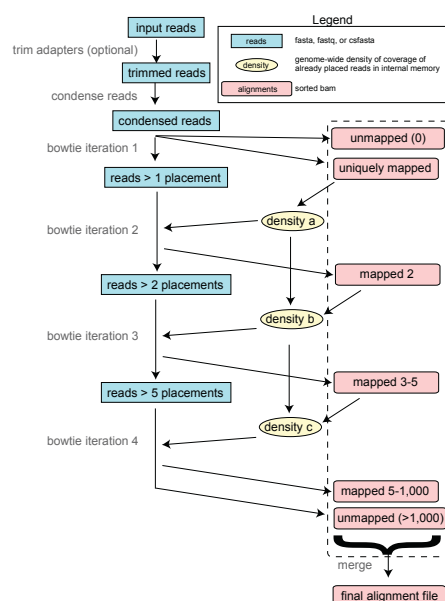 input reads
trim adapters (optional)
trimmed reads
condense reads
condensed reads
Legend
reads
fasta, fastq, or csfasta
density
genome-wide density of coverage of
already placed reads in internal memory
alignments
sorted bam
unmapped (0)
bowtie iteration 1
uniquely mapped
reads > 1 placement
density a
bowtie iteration 2
mapped 2
reads > 2 placements
density b
bowtie iteration 3
mapped 3-5
reads > 5 placements
density c
bowtie iteration 4
mapped 5-1,000
unmapped (>1,000)
merge
final alignment file